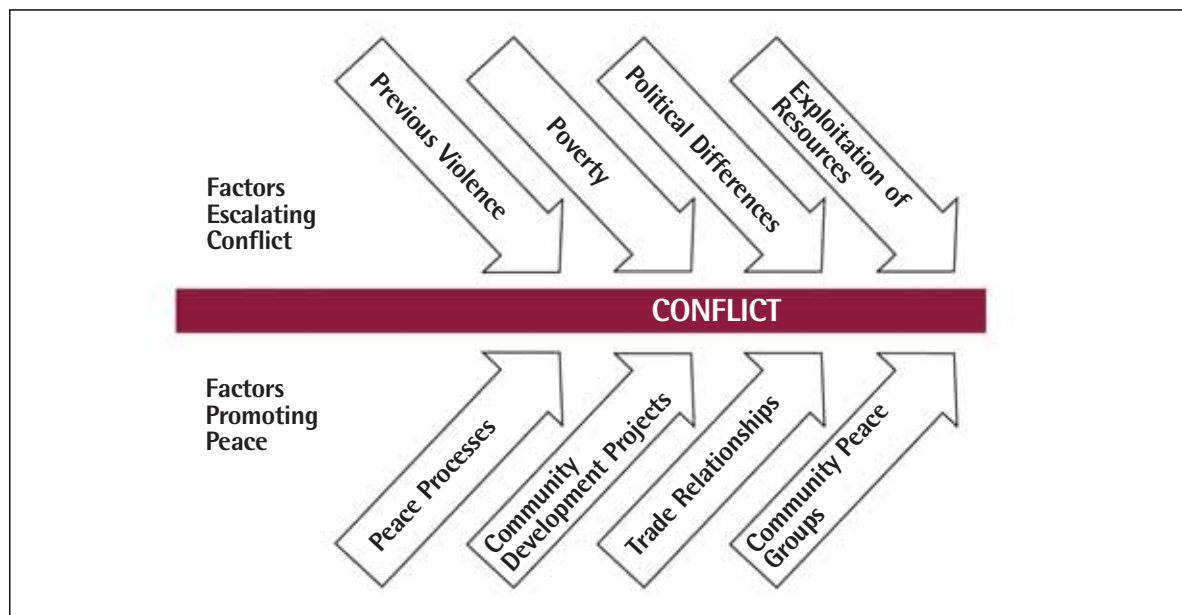 Previous Violence
Poverty
Political Differences
Exploitation of
Resources
Factors
Escalating
Conflict
CONFLICT
Factors
Promoting
Peace
Peace Processes
Community
Development Projects
Trade Relationships
Community Peace
Groups